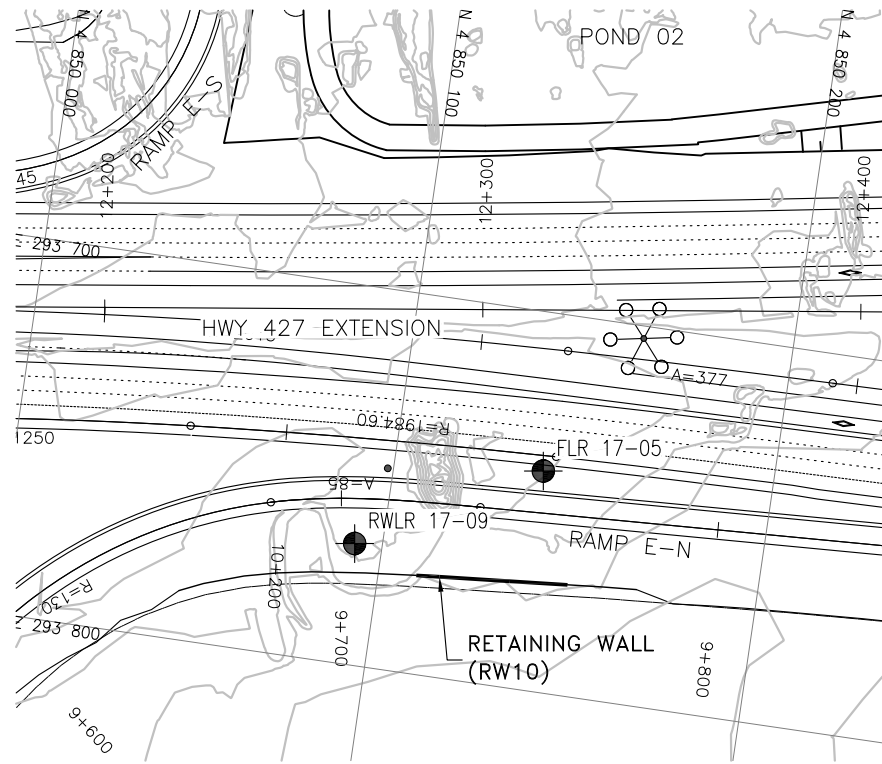 N 4 850 000
N 4 850 100
N 4 850 200
POND 02
RAMP E-S
45
12+200
12+300
12+400
293 700
HWY 427 EXTENSION
A=377
R=1984.60
1250
FLR 17-05
A=85
RWLR 17-09
RAMP E-N
R=130
10+200
293 800
9+700
RETAINING WALL
(RW10)
9+800
9+600